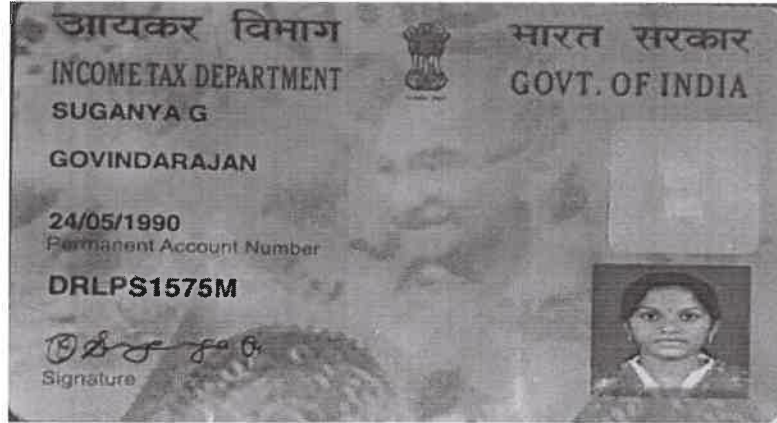 आयकर विभाग
भारत सरकार
INCOME TAX DEPARTMENT
GOVT. OF INDIA
SUGANYA G
GOVINDARAJAN
24/05/1990
Permanent Account Number
DRLPS1575M
Signature